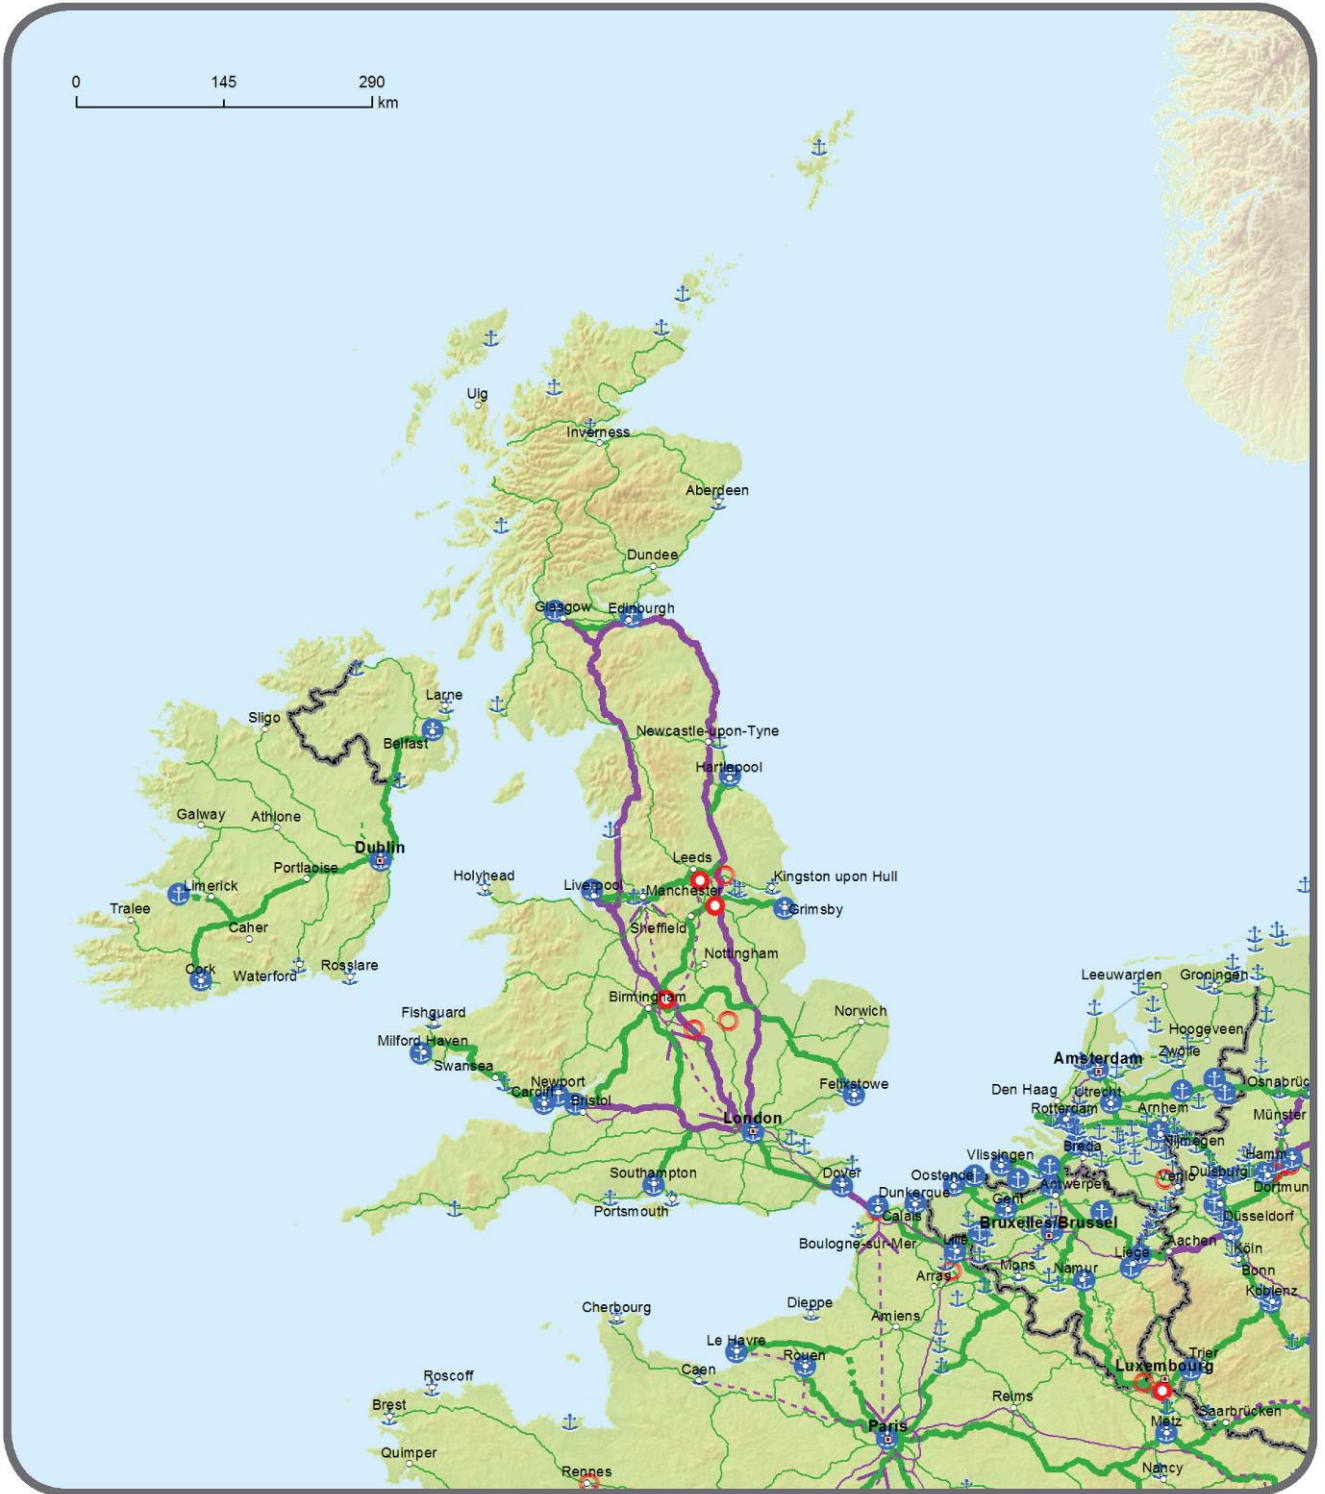 0 145 290
km
Uig
Inverness
Aberdeen
Dundee
Glasgow Edinburgh
Larne
Sligo
Newcastle-upon-Tyne
Belfast
Hartlepool
Galway Athlone
Dublin
Leeds
Portlaoise
Holyhead
Liverpool Manchester
Kingston upon Hull
Limerick
Tralee
Grimsby
Caher
Sheffield
Nottingham
Cork Waterford Rosslare
Leeuwarden Groningen
Birmingham
Fishguard
Norwich
Hoogeveen
Milford Haven
Zwolle
Amsterdam
Swansea
Newport
Felixstowe
Cardiff
Bristol
Den Haag Utrecht
Osnabrüc
Rotterdam Arnhem
Münster
London
Nijmegen
Breda
Hamm
Vlissingen
Southampton
Dover
Oostende
Venlo Duisburg
Dortmun
Antwerpen
Portsmouth
Dunkerque
Gent
Calais
Düsseldorf
Bruxelles/Brussel
Boulogne-sur-Mer
Lille
Aachen
Liège
Köln
Arras
Mons Namur
Bonn
Koblenz
Cherbourg
Dieppe
Amiens
Le Havre
Rouen
Trier
Caen
Luxembourg
Roscoff
Brest
Reims
Saarbrücken
Paris
Metz
Quimper
Rennes
Nancy